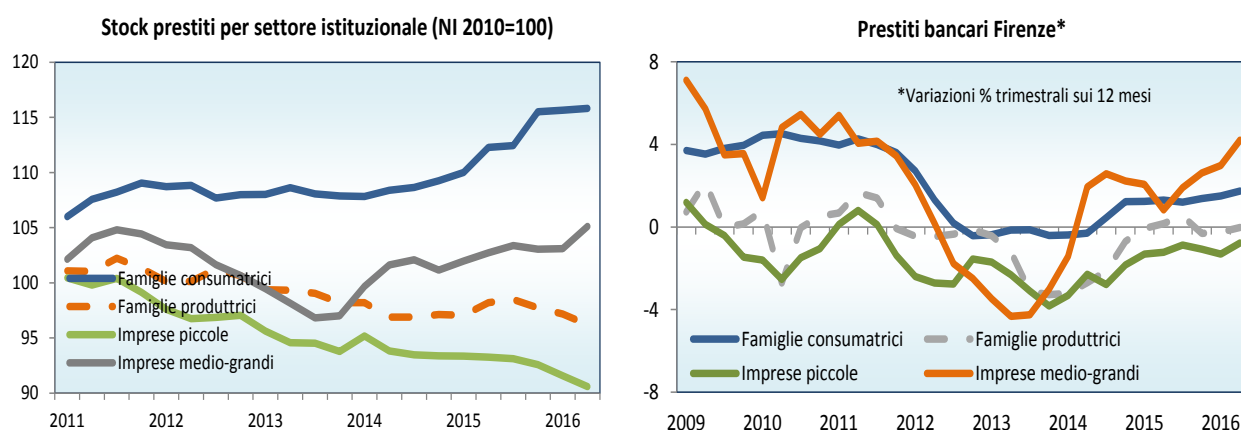 Stock prestiti per settore istituzionale (NI 2010=100)
120
115
110
105
100
95
90
Famiglie consumatrici
Famiglie produttrici
Imprese piccole
Imprese medio-grandi
2011 2012 2013 2014 2015 2016
Prestiti bancari Firenze*
*Variazioni % trimestrali sui 12 mesi
8
4
0
-4
-8
Famiglie consumatrici Famiglie produttrici
Imprese piccole Imprese medio-grandi
2009 2010 2011 2012 2013 2014 2015 2016